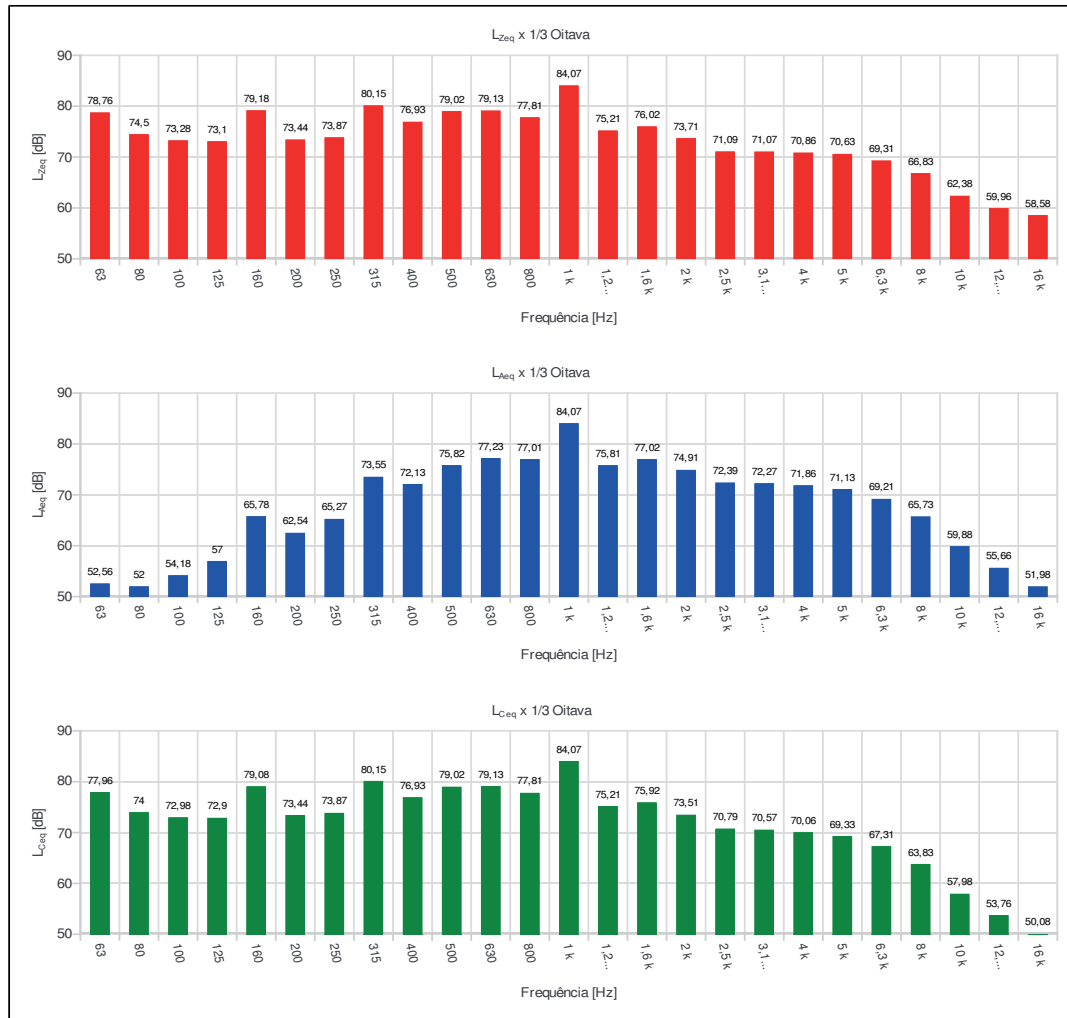 LZeq x 1/3 Oitava
LZeq [dB]
90
80
70
60
50
78,76 74,5 73,28 73,1 79,18 73,44 73,87 80,15 76,93 79,02 79,13 77,81 84,07 75,21 76,02 73,71 71,09 71,07 70,86 70,63 69,31 66,83 62,38 59,96 58,58
63 80 100 125 160 200 250 315 400 500 630 800 1 k 1,2... 1,6 k 2 k 2,5 k 3,1... 4 k 5 k 6,3 k 8 k 10 k 12,... 16 k
Frequência [Hz]
LAeq x 1/3 Oitava
LAeq [dB]
90
80
70
60
50
52,56 52 54,18 57 65,78 62,54 65,27 73,55 72,13 75,82 77,23 77,01 84,07 75,81 77,02 74,91 72,39 72,27 71,86 71,13 69,21 65,73 59,88 55,66 51,98
63 80 100 125 160 200 250 315 400 500 630 800 1 k 1,2... 1,6 k 2 k 2,5 k 3,1... 4 k 5 k 6,3 k 8 k 10 k 12,... 16 k
Frequência [Hz]
LCeq x 1/3 Oitava
LCeq [dB]
90
80
70
60
50
77,96 74 72,98 72,9 79,08 73,44 73,87 80,15 76,93 79,02 79,13 77,81 84,07 75,21 75,92 73,51 70,79 70,57 70,06 69,33 67,31 63,83 57,98 53,76 50,08
63 80 100 125 160 200 250 315 400 500 630 800 1 k 1,2... 1,6 k 2 k 2,5 k 3,1... 4 k 5 k 6,3 k 8 k 10 k 12,... 16 k
Frequência [Hz]